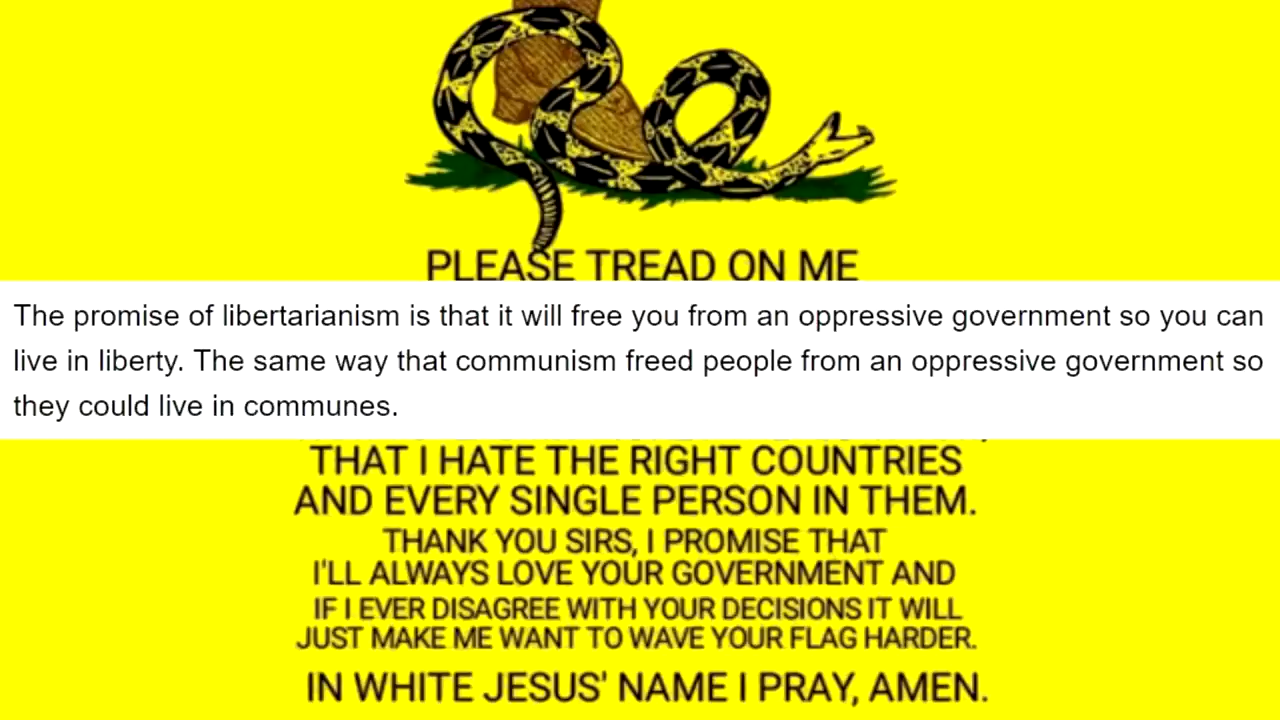 PLEASE TREAD ON ME
The promise of libertarianism is that it will free you from an oppressive government so you can
live in liberty. The same way that communism freed people from an oppressive government so
they could live in communes.
THAT I HATE THE RIGHT COUNTRIES
AND EVERY SINGLE PERSON IN THEM.
THANK YOU SIRS, I PROMISE THAT
I'LL ALWAYS LOVE YOUR GOVERNMENT AND
IF I EVER DISAGREE WITH YOUR DECISIONS IT WILL
JUST MAKE ME WANT TO WAVE YOUR FLAG HARDER.
IN WHITE JESUS' NAME I PRAY, AMEN.